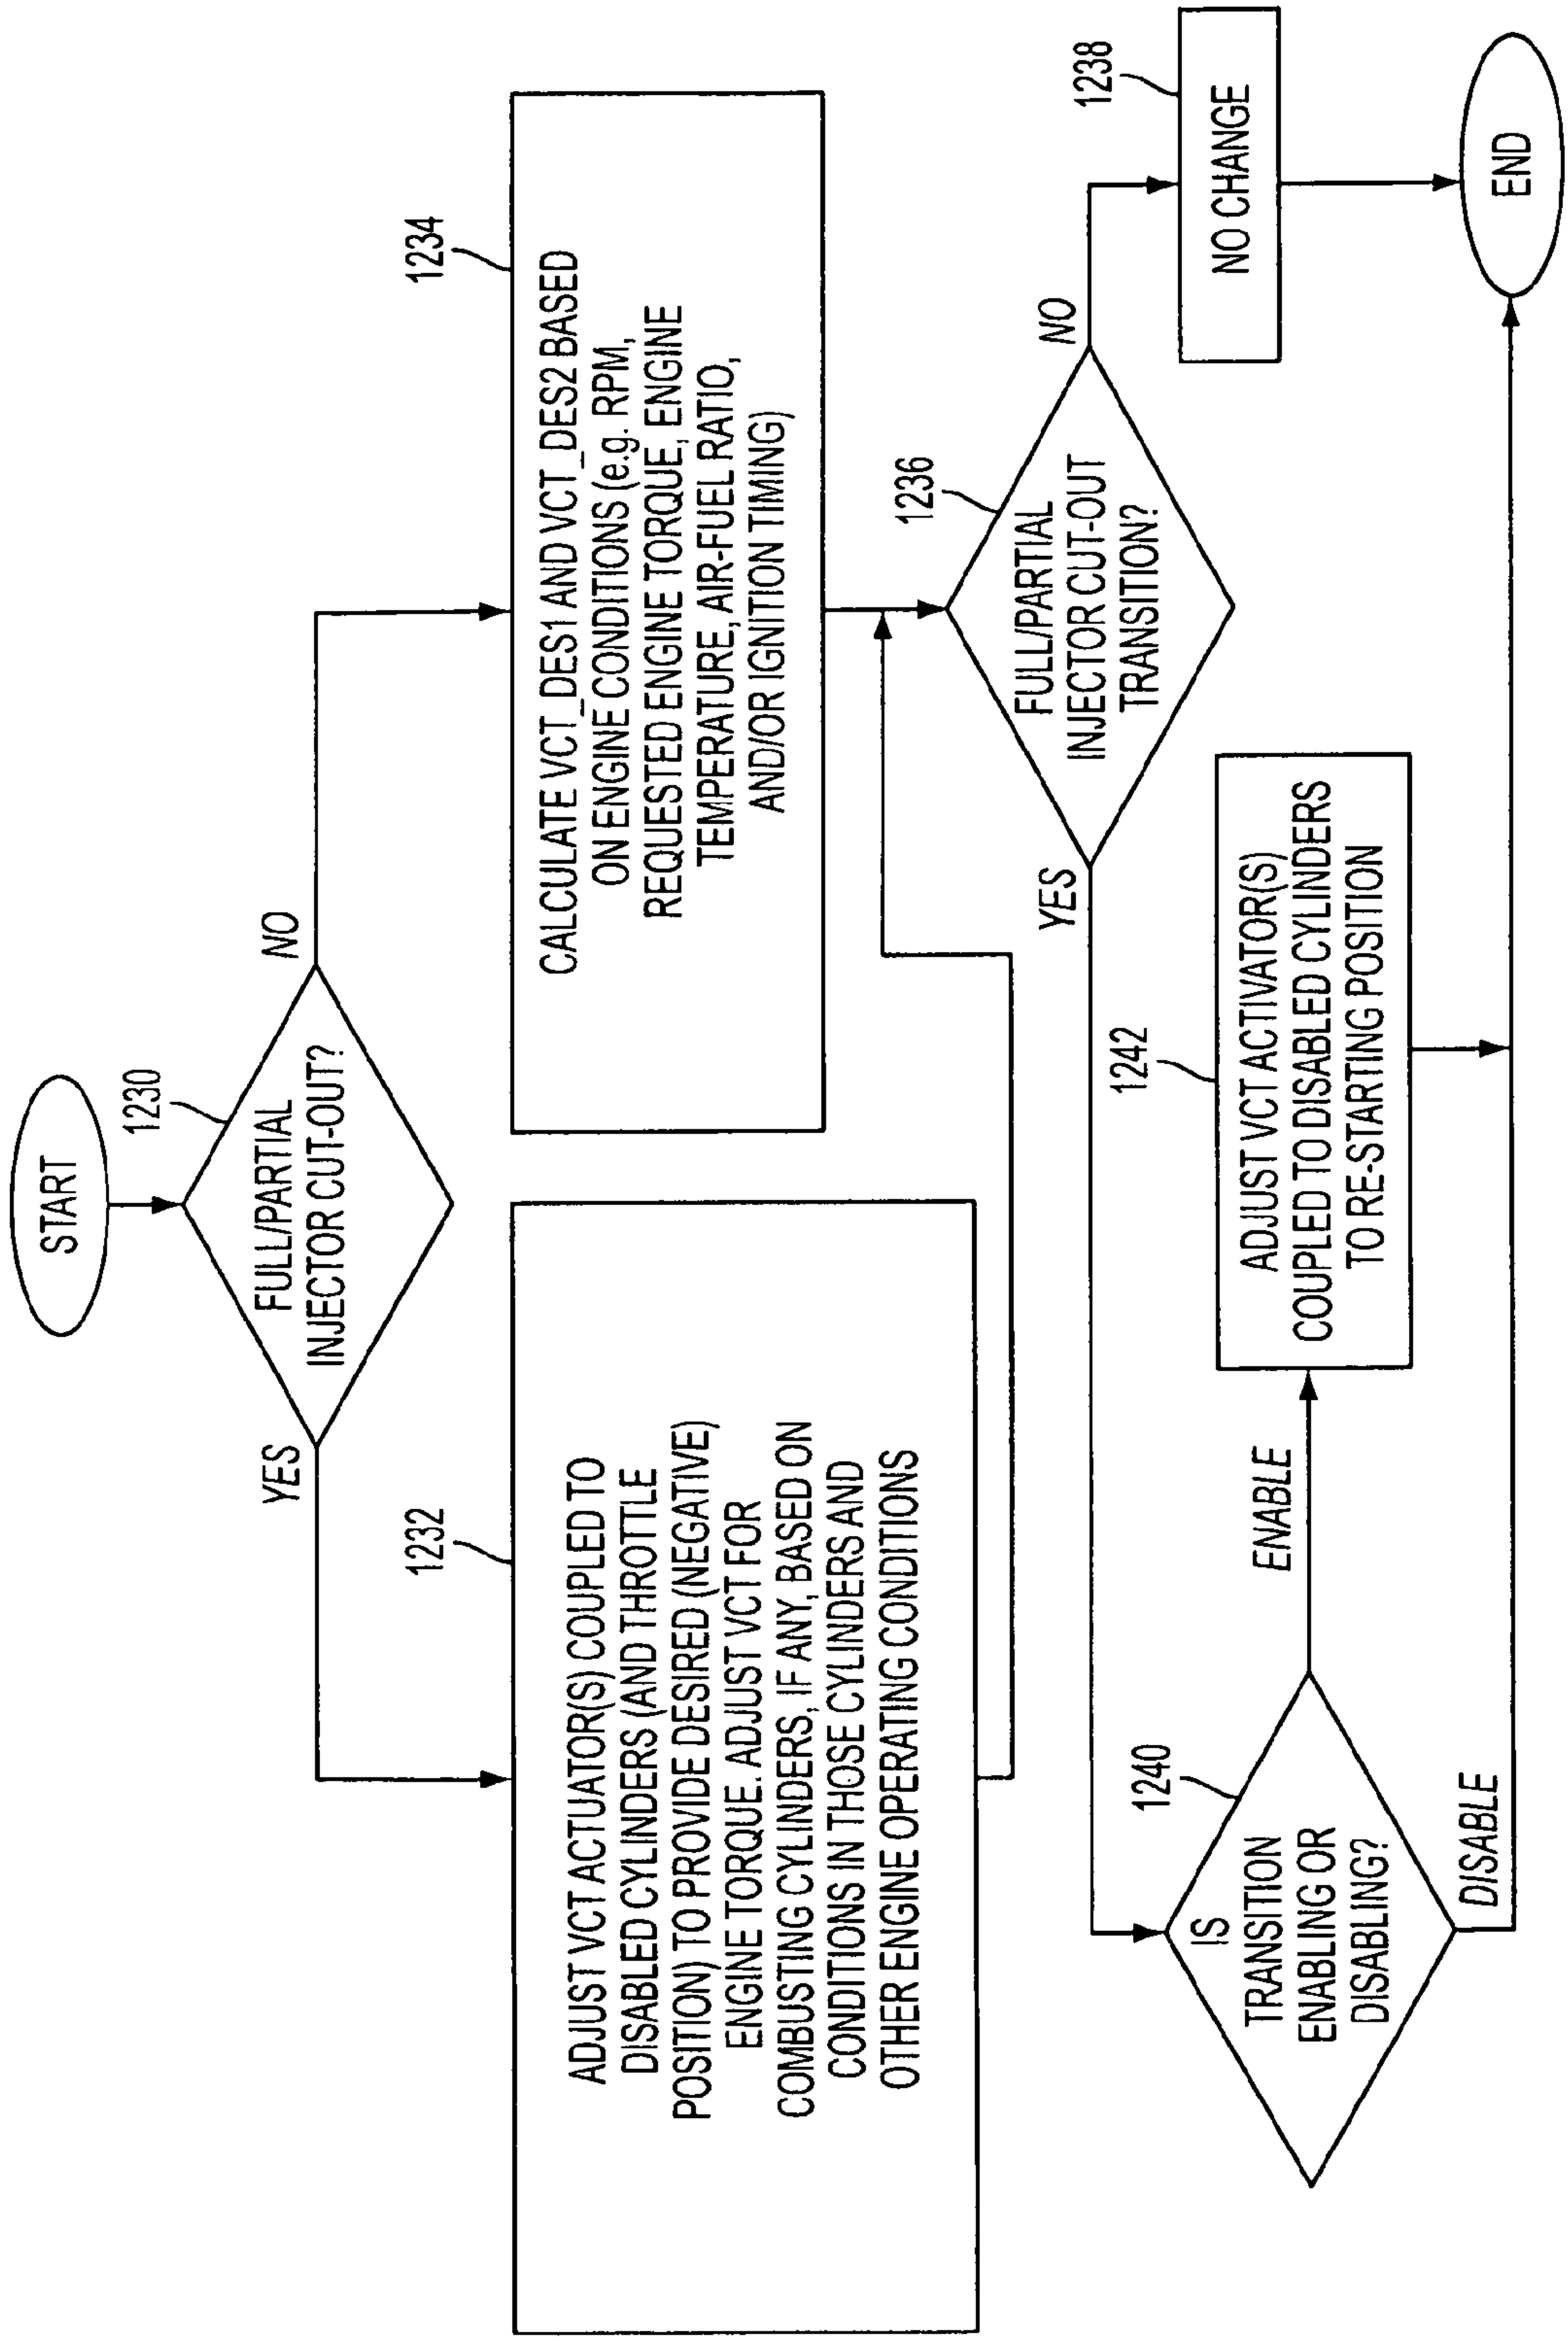 START
1230
FULL/PARTIAL
INJECTOR CUT-OUT?
YES
NO
1232
ADJUST VCT ACTUATOR(S) COUPLED TO
DISABLED CYLINDERS (AND THROTTLE
POSITION) TO PROVIDE DESIRED (NEGATIVE)
ENGINE TORQUE. ADJUST VCT FOR
COMBUSTING CYLINDERS, IF ANY, BASED ON
CONDITIONS IN THOSE CYLINDERS AND
OTHER ENGINE OPERATING CONDITIONS
1234
CALCULATE VCT_DES1 AND VCT_DES2 BASED
ON ENGINE CONDITIONS (e.g. RPM,
REQUESTED ENGINE TORQUE, ENGINE
TEMPERATURE, AIR-FUEL RATIO,
AND/OR IGNITION TIMING)
1236
FULL/PARTIAL
INJECTOR CUT-OUT
TRANSITION?
YES
NO
1238
NO CHANGE
1240
IS
TRANSITION
ENABLING OR
DISABLING?
ENABLE
DISABLE
1242
ADJUST VCT ACTIVATOR(S)
COUPLED TO DISABLED CYLINDERS
TO RE-STARTING POSITION
END